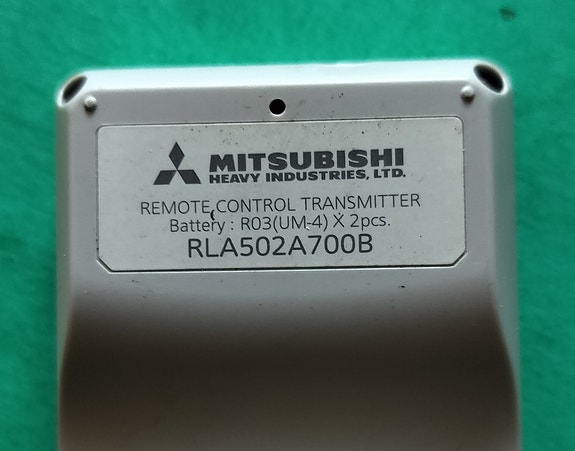 MITSUBISHI
HEAVY INDUSTRIES, LTD.
REMOTE CONTROL TRANSMITTER
Battery : R03(UM-4) X 2pcs.
RLA502A700B